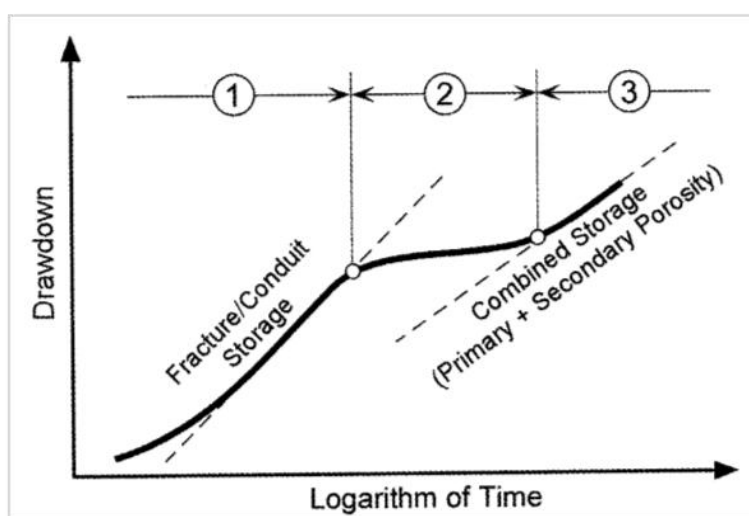 1
2
3
Drawdown
Fracture/Conduit
Storage
Combined Storage
(Primary + Secondary Porosity)
Logarithm of Time